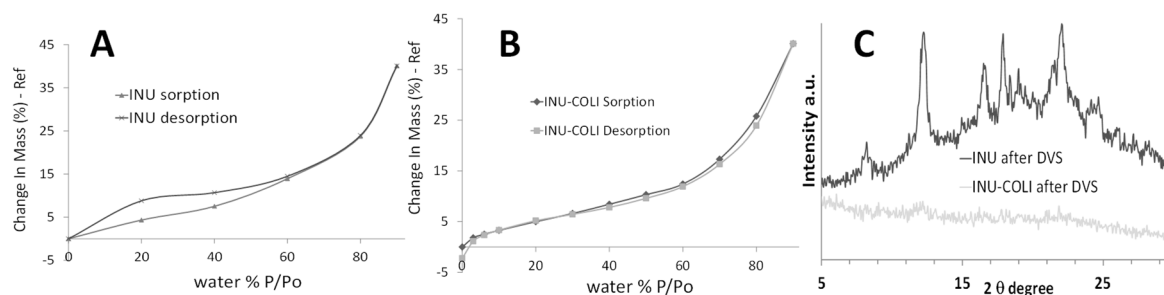 A
45
35
25
15
5
-5
Change In Mass (%) - Ref
INU sorption
INU desorption
0
20
40
60
80
water % P/Po
B
45
35
25
15
5
-5
Change In Mass (%) - Ref
INU-COLI Sorption
INU-COLI Desorption
0
20
40
60
80
water % P/Po
C
Intensity a.u.
INU after DVS
INU-COLI after DVS
5
15
25
2 θ degree